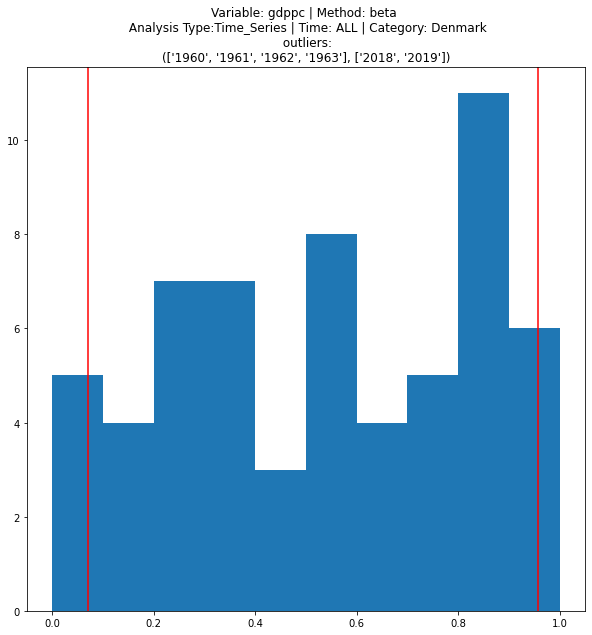 Variable: gdppc | Method: beta
Analysis Type:Time_Series | Time: ALL | Category: Denmark
outliers:
(['1960', '1961', '1962', '1963'], ['2018', '2019'])
10
8
6
4
2
0
0.0 0.2 0.4 0.6 0.8 1.0